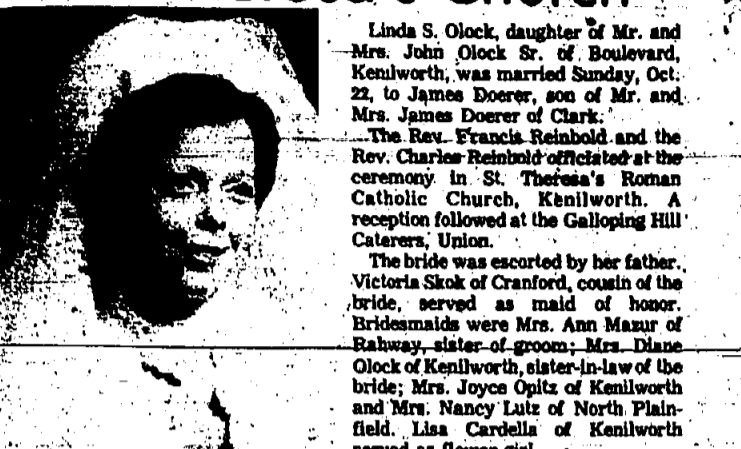 Church
Linda S. Olock, daughter of Mr. and
Mrs. John Olock Sr. of Boulevard,
Kenilworth, was married Sunday, Oct.
22, to James Doerer, son of Mr. and
Mrs. James Doerer of Clark.
The Rev. Francis Reinbold and the
Rev. Charles Reinbold officiated at the
ceremony in St. Theresa's Roman
Catholic Church, Kenilworth. A
reception followed at the Galloping Hill
Caterers, Union.
The bride was escorted by her father.
Victoria Skok of Cranford, cousin of the
bride, served as maid of honor.
Bridesmaids were Mrs. Ann Mazur of
Rahway, sister of groom; Mrs. Diane
Olock of Kenilworth, sister-in-law of the
bride; Mrs. Joyce Opitz of Kenilworth
and Mrs. Nancy Lutz of North Plain-
field. Lisa Cardella of Kenilworth
served as flower girl.